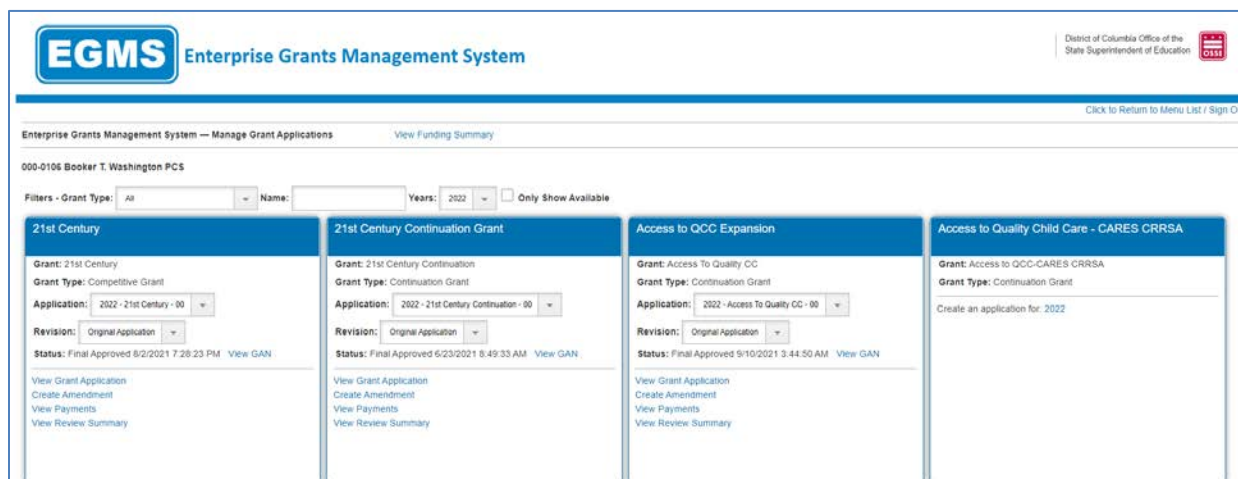 EGMS Enterprise Grants Management System
District of Columbia Office of the
State Superintendent of Education
OSSE
Click to Return to Menu List / Sign O
Enterprise Grants Management System — Manage Grant Applications View Funding Summary
000-0106 Booker T. Washington PCS
Filters - Grant Type: All Name: Years: 2022 Only Show Available
21st Century
Grant: 21st Century
Grant Type: Competitive Grant
Application: 2022 - 21st Century - 00
Revision: Original Application
Status: Final Approved 8/2/2021 7:28:23 PM View GAN
View Grant Application
Create Amendment
View Payments
View Review Summary
21st Century Continuation Grant
Grant: 21st Century Continuation
Grant Type: Continuation Grant
Application: 2022 - 21st Century Continuation - 00
Revision: Original Application
Status: Final Approved 6/23/2021 8:49:33 AM View GAN
View Grant Application
Create Amendment
View Payments
View Review Summary
Access to QCC Expansion
Grant: Access To Quality CC
Grant Type: Continuation Grant
Application: 2022 - Access To Quality CC - 00
Revision: Original Application
Status: Final Approved 9/10/2021 3:44:50 AM View GAN
View Grant Application
Create Amendment
View Payments
View Review Summary
Access to Quality Child Care - CARES CRRSA
Grant: Access to QCC-CARES CRRSA
Grant Type: Continuation Grant
Create an application for: 2022